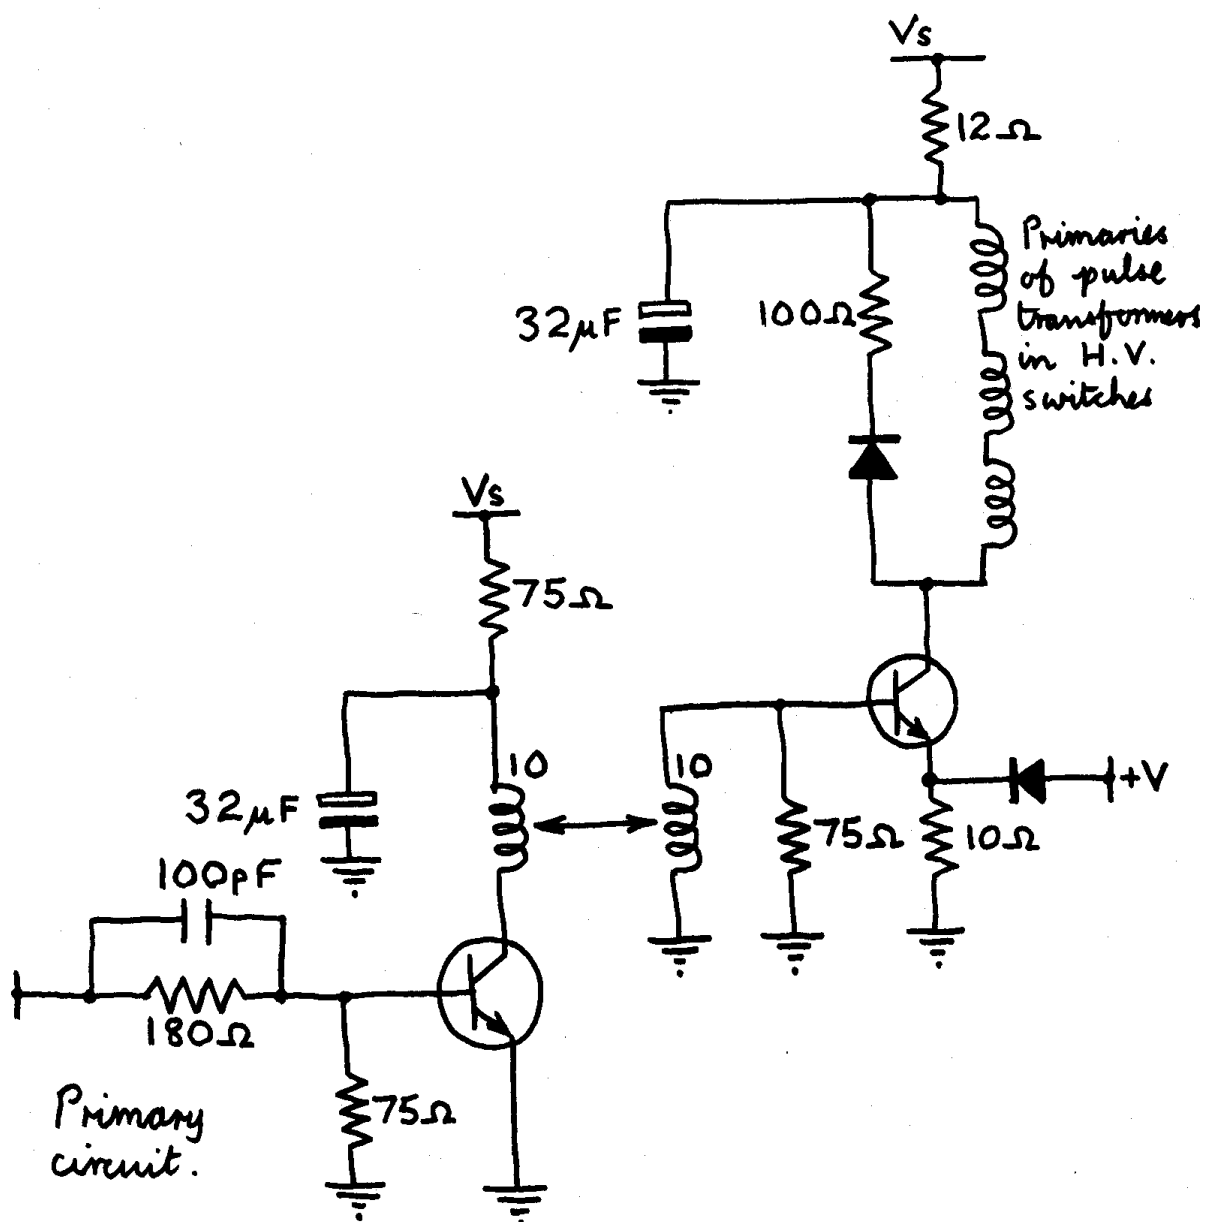 Vs
12Ω
Primaries
of pulse
transformers
in H.V.
switches
32μF
100Ω
Vs
75Ω
10
10
32μF
+V
75Ω
10Ω
100pF
180Ω
75Ω
Primary
circuit.